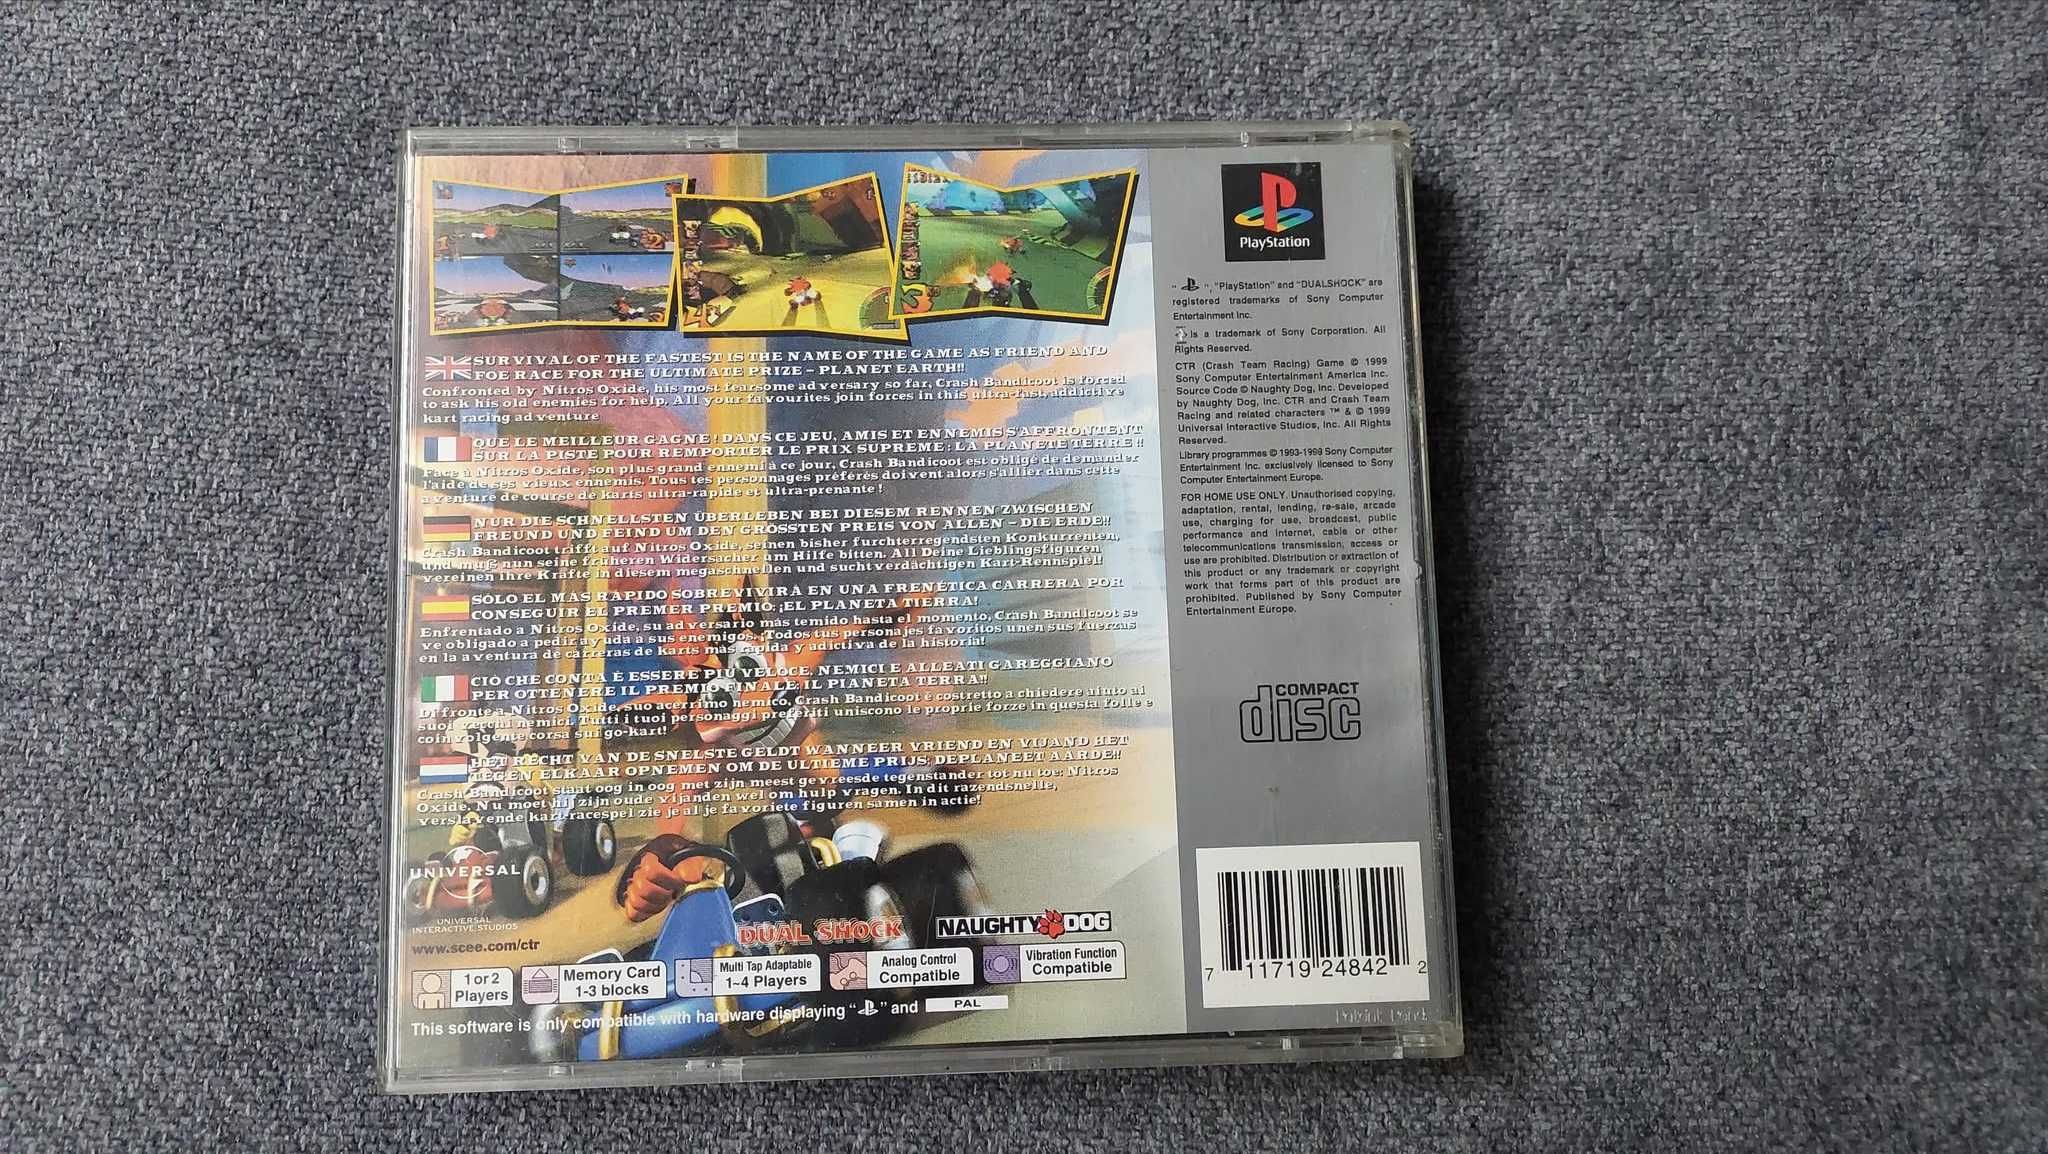 SURVIVAL OF THE FASTEST IS THE NAME OF THE GAME AS FRIEND AND
FOE RACE FOR THE ULTIMATE PRIZE – PLANET EARTH!!
Confronted by Nitros Oxide, his most fearsome adversary so far, Crash Bandicoot is forced
to ask his old enemies for help. All your favourites join forces in this ultra-fast, addictive
kart racing adventure
QUE LE MEILLEUR GAGNE! DANS CE JEU, AMIS ET ENNEMIS S'AFFRONTENT
SUR LA PISTE POUR REMPORTER LE PRIX SUPREME : LA PLANETE TERRE !!
Face à Nitros Oxide, son plus grand ennemi à ce jour, Crash Bandicoot est obligé de demander
l'aide de ses vieux ennemis. Tous tes personnages préférés doivent alors s'allier dans cette
aventure de course de karts ultra-rapide et ultra-prenante !
NUR DIE SCHNELLSTEN ÜBERLEBEN BEI DIESEM RENNEN ZWISCHEN
FREUND UND FEIND UM DEN GRÖSSTEN PREIS VON ALLEN – DIE ERDE!!
Crash Bandicoot trifft auf Nitros Oxide, seinen bisher furchterregendsten Konkurrenten,
und muß nun seine früheren Widersacher um Hilfe bitten. All Deine Lieblingsfiguren
vereinen ihre Kräfte in diesem megaschnellen und suchtverdächtigen Kart-Rennspiel!
SÓLO EL MÁS RÁPIDO SOBREVIVIRÁ EN UNA FRENÉTICA CARRERA POR
CONSEGUIR EL PREMER PREMIO: ¡EL PLANETA TIERRA!
Enfrentado a Nitros Oxide, su adversario más temido hasta el momento, Crash Bandicoot se
ve obligado a pedir ayuda a sus enemigos. ¡Todos tus personajes favoritos unen sus fuerzas
en la aventura de carreras de karts más rápida y adictiva de la historia!
CIÒ CHE CONTA È ESSERE PIÙ VELOCE. NEMICI E ALLEATI GAREGGIANO
PER OTTENERE IL PREMIO FINALE: IL PIANETA TERRA!!
Di fronte a Nitros Oxide, suo acerrimo nemico, Crash Bandicoot è costretto a chiedere aiuto ai
suoi vecchi nemici. Tutti i tuoi personaggi preferiti uniscono le proprie forze in questa folle e
coinvolgente corsa sui go-kart!
HET RECHT VAN DE SNELSTE GELDT WANNEER VRIEND EN VIJAND HET
TEGEN ELKAAR OPNEMEN OM DE ULTIEME PRIJS: DEPLANEET AARDE!!
Crash Bandicoot staat oog in oog met zijn meest gevreesde tegenstander tot nu toe: Nitros
Oxide. Nu moet hij zijn oude vijanden wel om hulp vragen. In dit razendsnelle,
verslavende kart-racespel zie je al je favoriete figuren samen in actie!
UNIVERSAL
UNIVERSAL
INTERACTIVE STUDIOS
www.scee.com/ctr
DUAL SHOCK
NAUGHTY DOG
1 or 2
Players
Memory Card
1-3 blocks
Multi Tap Adaptable
1~4 Players
Analog Control
Compatible
Vibration Function
Compatible
This software is only compatible with hardware displaying " " and PAL
PlayStation
" ", "PlayStation" and "DUALSHOCK" are
registered trademarks of Sony Computer
Entertainment Inc.
is a trademark of Sony Corporation. All
Rights Reserved.
CTR (Crash Team Racing) Game © 1999
Sony Computer Entertainment America Inc.
Source Code © Naughty Dog, Inc. Developed
by Naughty Dog, Inc. CTR and Crash Team
Racing and related characters ™ & © 1999
Universal Interactive Studios, Inc. All Rights
Reserved.
Library programmes © 1993-1999 Sony Computer
Entertainment Inc. exclusively licensed to Sony
Computer Entertainment Europe.
FOR HOME USE ONLY. Unauthorised copying,
adaptation, rental, lending, re-sale, arcade
use, charging for use, broadcast, public
performance and internet, cable or other
telecommunications transmission, access or
use are prohibited. Distribution or extraction of
this product or any trademark or copyright
work that forms part of this product are
prohibited. Published by Sony Computer
Entertainment Europe.
COMPACT
disc
7 11719 24842 2